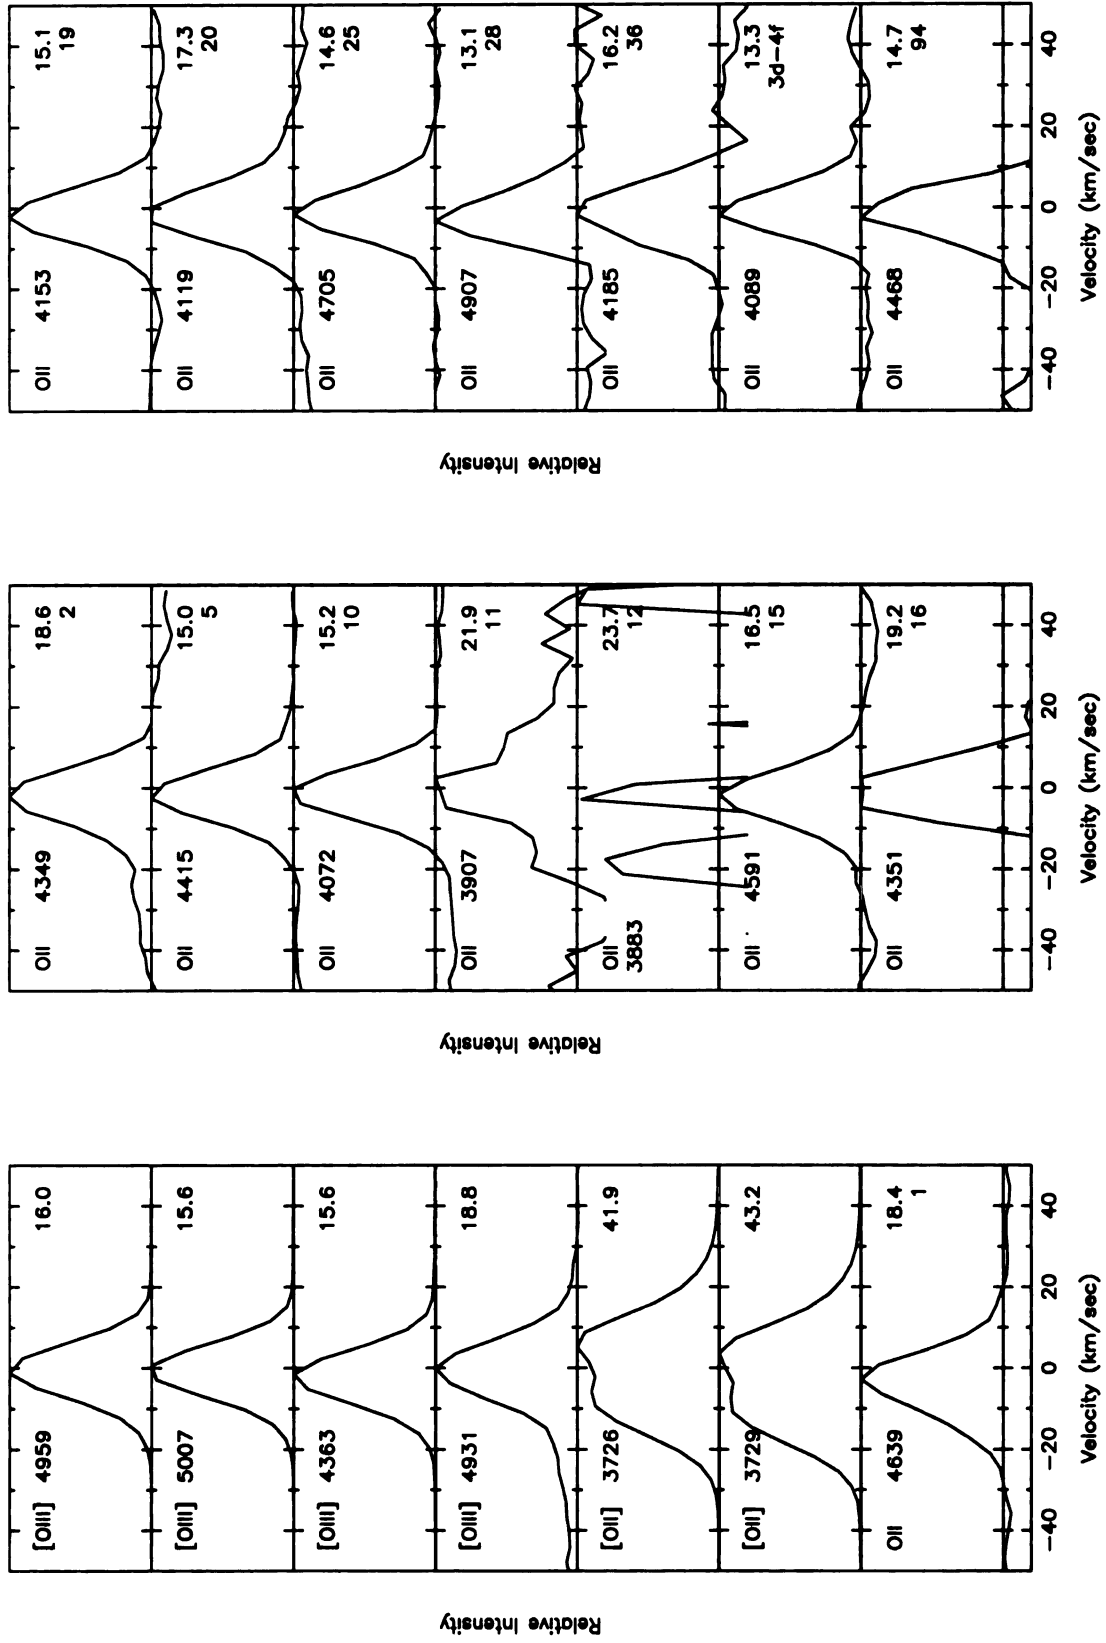 [OIII] 4959 16.0
[OIII] 5007 15.6
[OIII] 4363 15.6
[OIII] 4931 18.8
[OII] 3726 41.9
[OII] 3729 43.2
OII 4639 18.4
1
-40 -20 0 20 40
Velocity (km/sec)
Relative Intensity
OII 4349 18.6
2
OII 4415 15.0
5
OII 4072 15.2
10
OII 3907 21.9
11
OII 23.7
3883 12
OII 4591 16.5
15
OII 4351 19.2
16
-40 -20 0 20 40
Velocity (km/sec)
Relative Intensity
OII 4153 15.1
19
OII 4119 17.3
20
OII 4705 14.6
25
OII 4907 13.1
28
OII 4185 16.2
36
OII 4089 13.3
3d-4f
OII 4468 14.7
94
-40 -20 0 20 40
Velocity (km/sec)
Relative Intensity